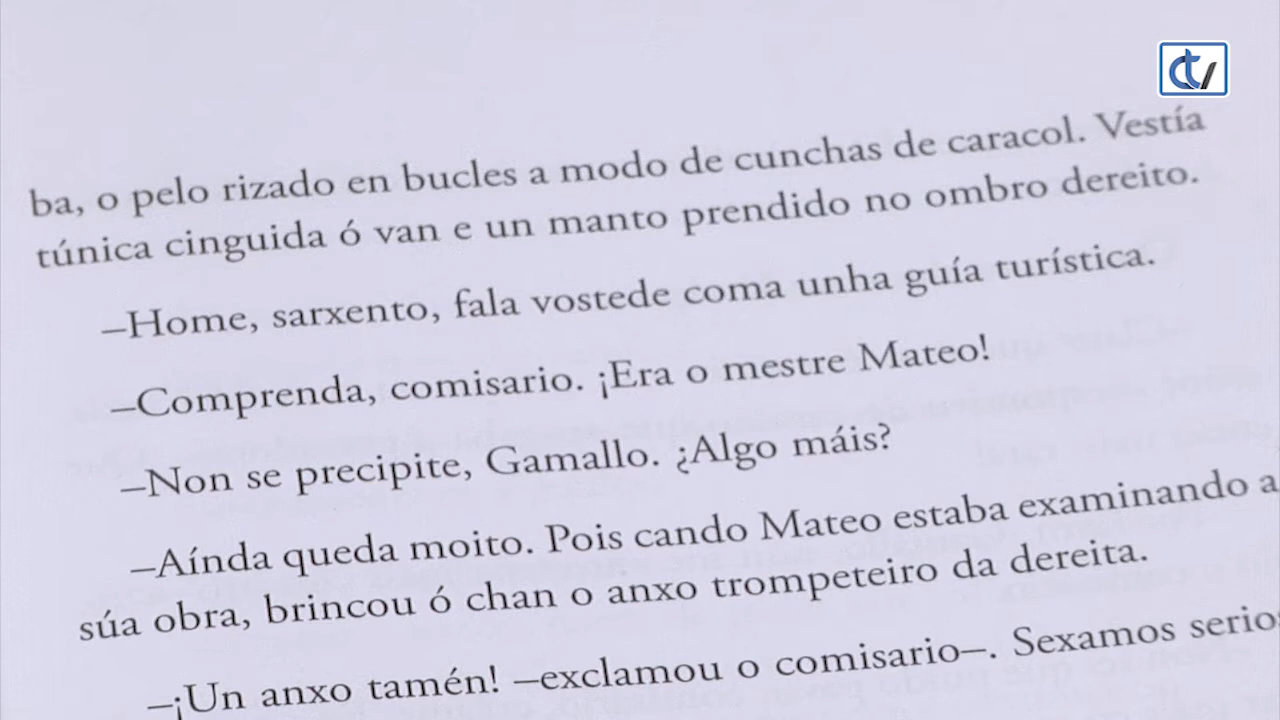 ctv
ba, o pelo rizado en bucles a modo de cunchas de caracol. Vestía
túnica cinguida ó van e un manto prendido no ombro dereito.
–Home, sarxento, fala vostede coma unha guía turística.
–Comprenda, comisario. ¡Era o mestre Mateo!
–Non se precipite, Gamallo. ¿Algo máis?
–Aínda queda moito. Pois cando Mateo estaba examinando a
súa obra, brincou ó chan o anxo trompeteiro da dereita.
–¡Un anxo tamén! –exclamou o comisario–. Sexamos serios